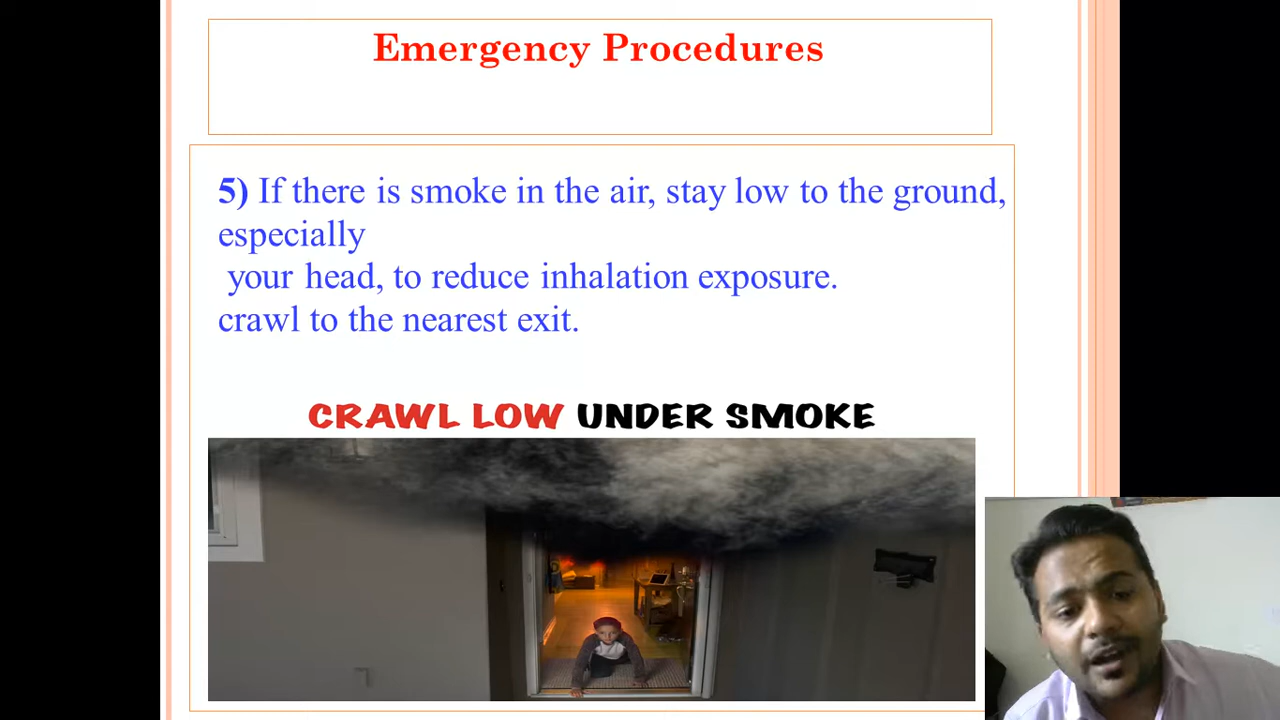 Emergency Procedures
5) If there is smoke in the air, stay low to the ground,
especially
your head, to reduce inhalation exposure.
crawl to the nearest exit.
CRAWL LOW UNDER SMOKE